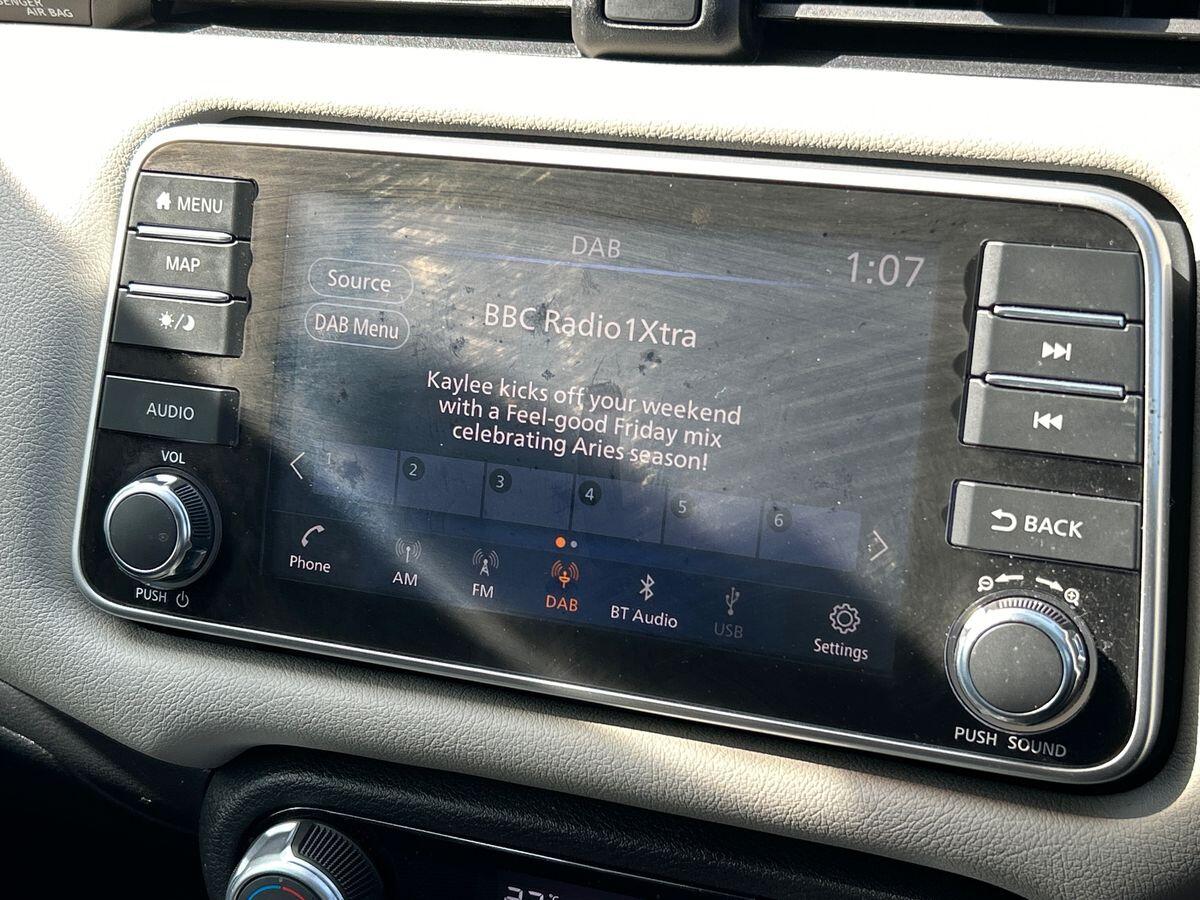 PASSENGER
AIR BAG
MENU
MAP
AUDIO
VOL
PUSH
DAB
1:07
Source
DAB Menu
BBC Radio1Xtra
Kaylee kicks off your weekend
with a Feel-good Friday mix
celebrating Aries season!
1 2 3 4 5 6
Phone
AM
FM
DAB
BT Audio
USB
Settings
BACK
PUSH SOUND